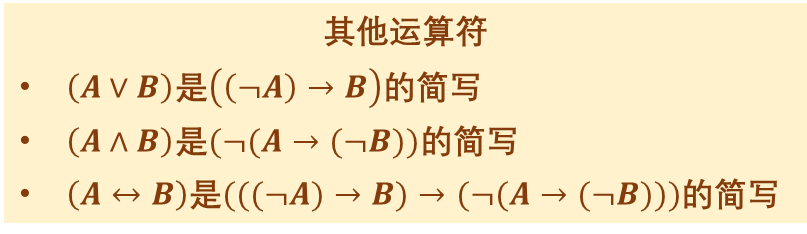 其他运算符
• (A ∨ B)是((¬A) → B)的简写
• (A ∧ B)是(¬(A → (¬B))的简写
• (A ↔ B)是(((¬A) → B) → (¬(A → (¬B)))的简写